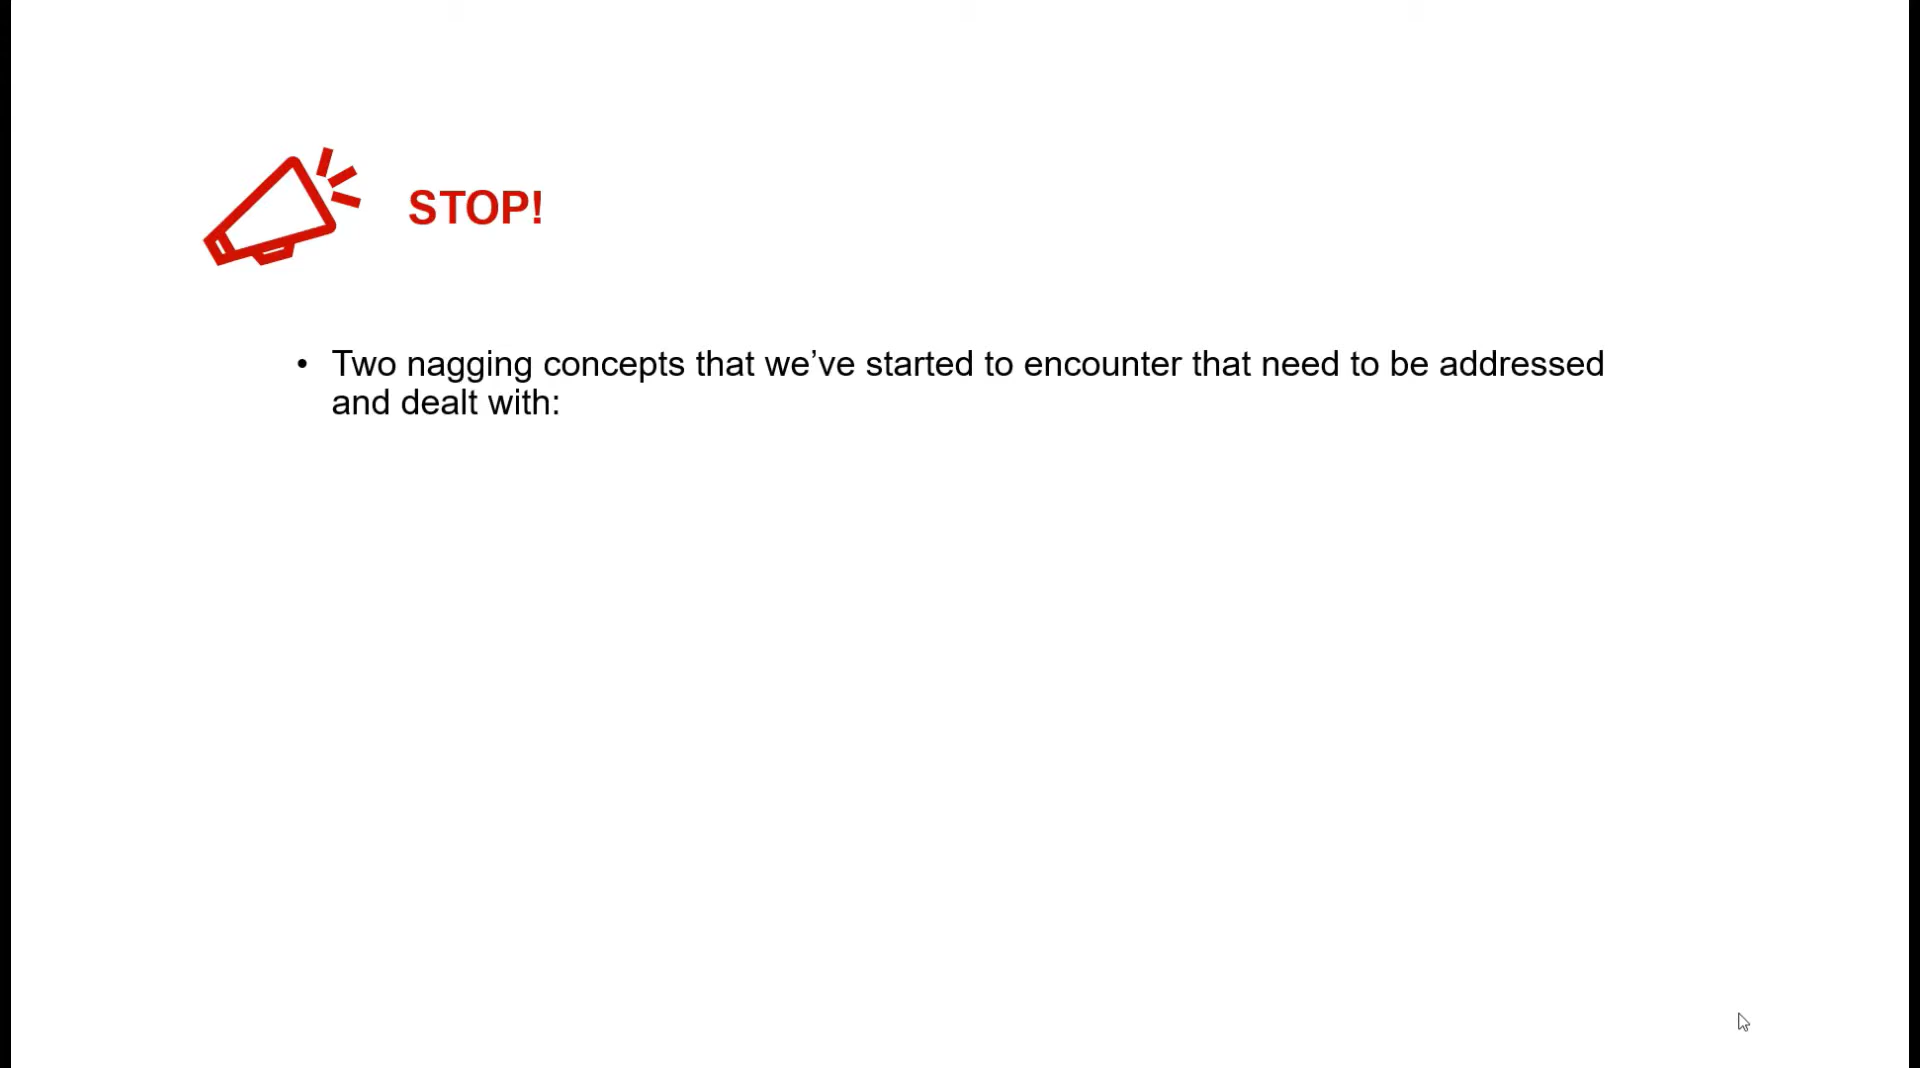 STOP!
• Two nagging concepts that we’ve started to encounter that need to be addressed
and dealt with: